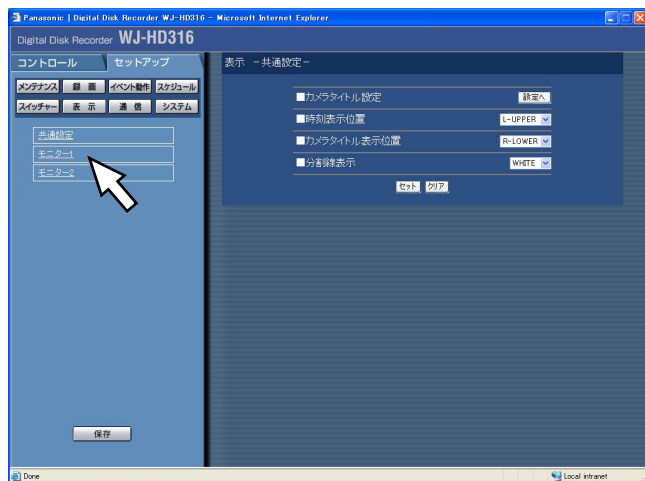 Panasonic | Digital Disk Recorder WJ-HD316 - Microsoft Internet Explorer
Digital Disk Recorder WJ-HD316
コントロール セットアップ
表示 -共通設定-
メンテナンス 録 画 イベント動作 スケジュール
スイッチャー 表 示 通 信 システム
共通設定
モニター1
モニター2
■カメラタイトル設定 設定へ
■時刻表示位置 L-UPPER
■カメラタイトル表示位置 R-LOWER
■分割線表示 WHITE
セット クリア
保存
Done Local intranet